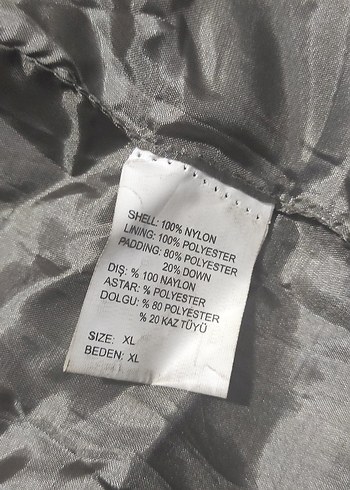 SHELL: 100% NYLON
LINING: 100% POLYESTER
PADDING: 80% POLYESTER
20% DOWN
DIŞ: % 100 NAYLON
ASTAR: % POLYESTER
DOLGU: % 80 POLYESTER
% 20 KAZ TÜYÜ
SIZE: XL
BEDEN: XL